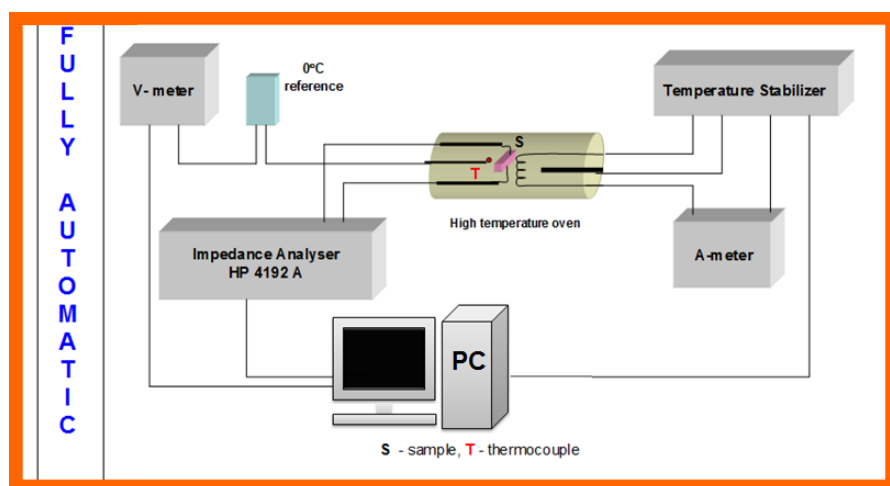 FULLY AUTOMATIC
V- meter
0°C
reference
Temperature Stabilizer
S
T
High temperature oven
Impedance Analyser
HP 4192 A
A-meter
PC
S - sample, T - thermocouple